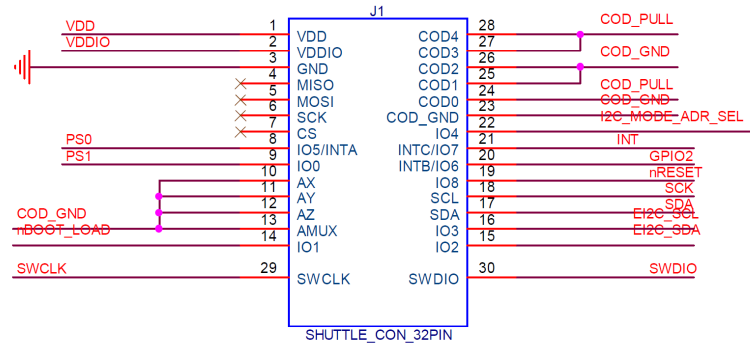 J1
VDD 1 VDD COD4 28 COD_PULL
VDDIO 2 VDDIO COD3 27
3 GND COD2 26 COD_GND
4 MISO COD1 25
5 MOSI COD0 24 COD_PULL
6 SCK COD_GND 23 COD_GND
7 CS IO4 22 I2C_MODE_ADR_SEL
PS0 8 IO5/INTA INTC/IO7 21 INT
PS1 9 IO0 INTB/IO6 20 GPIO2
10 AX IO8 19 nRESET
11 AY SCL 18 SCK
12 AZ SDA 17 SDA
COD_GND 13 AMUX IO3 16 EI2C_SCL
nBOOT_LOAD 14 IO1 IO2 15 EI2C_SDA
SWCLK 29 SWCLK SWDIO 30 SWDIO
SHUTTLE_CON_32PIN